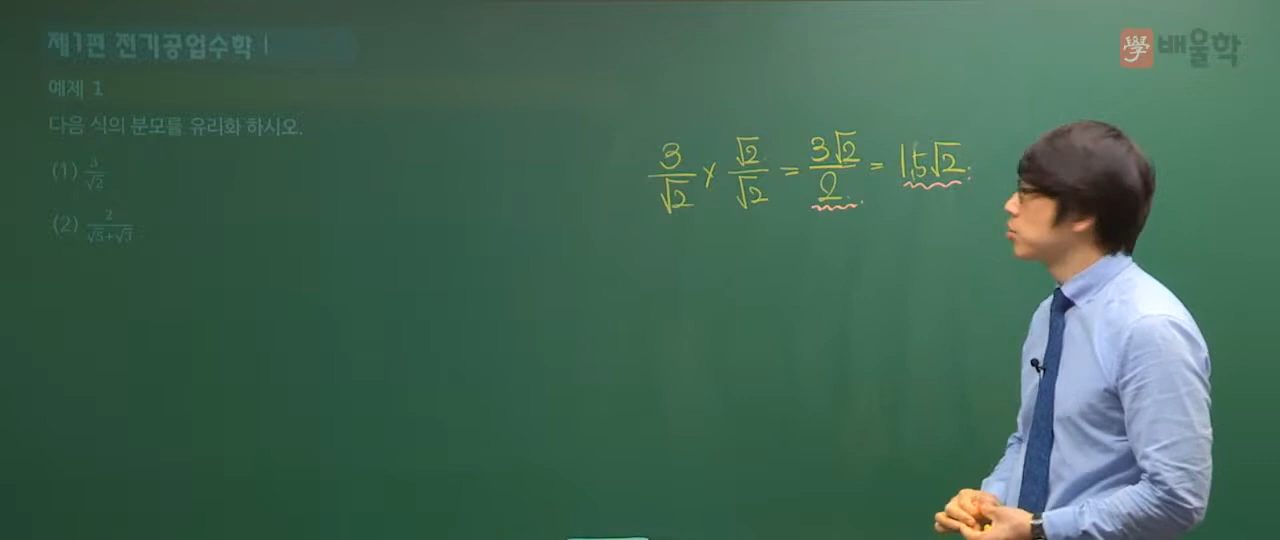 제1편 전기공업수학 |
學 배울학
예제 1
다음 식의 분모를 유리화 하시오.
(1) 3/√2
(2) 2/(√5+√3)
3/√2 × √2/√2 = 3√2/2 = 1.5√2